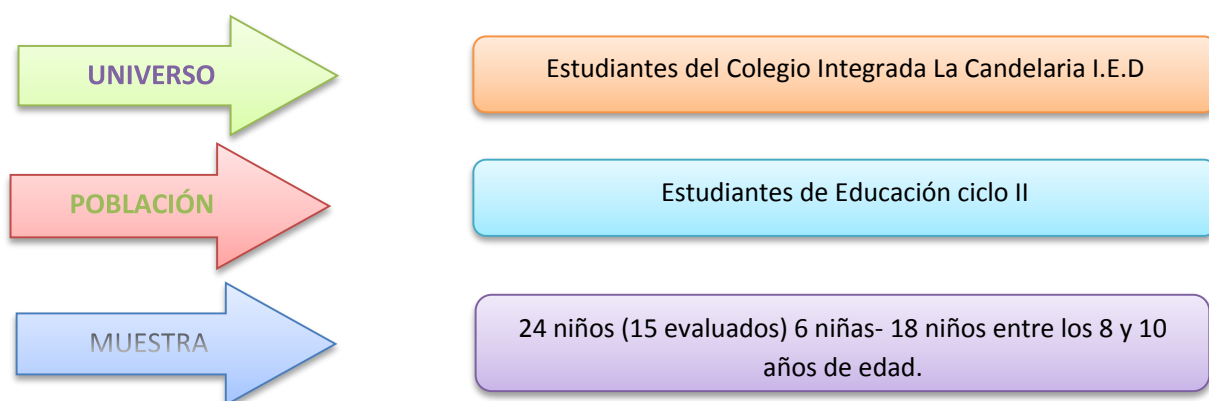 UNIVERSO
Estudiantes del Colegio Integrada La Candelaria I.E.D
POBLACIÓN
Estudiantes de Educación ciclo II
MUESTRA
24 niños (15 evaluados) 6 niñas- 18 niños entre los 8 y 10
años de edad.